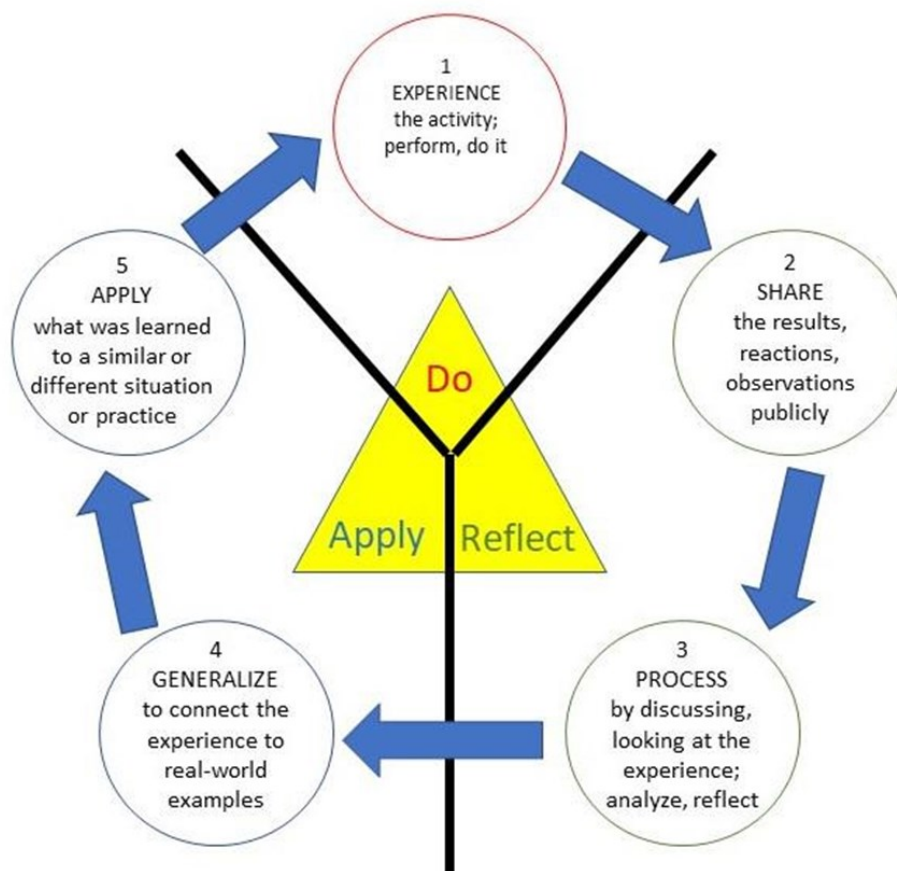 1
EXPERIENCE
the activity;
perform, do it
2
SHARE
the results,
reactions,
observations
publicly
3
PROCESS
by discussing,
looking at the
experience;
analyze, reflect
4
GENERALIZE
to connect the
experience to
real-world
examples
5
APPLY
what was learned
to a similar or
different situation
or practice
Do
Apply
Reflect